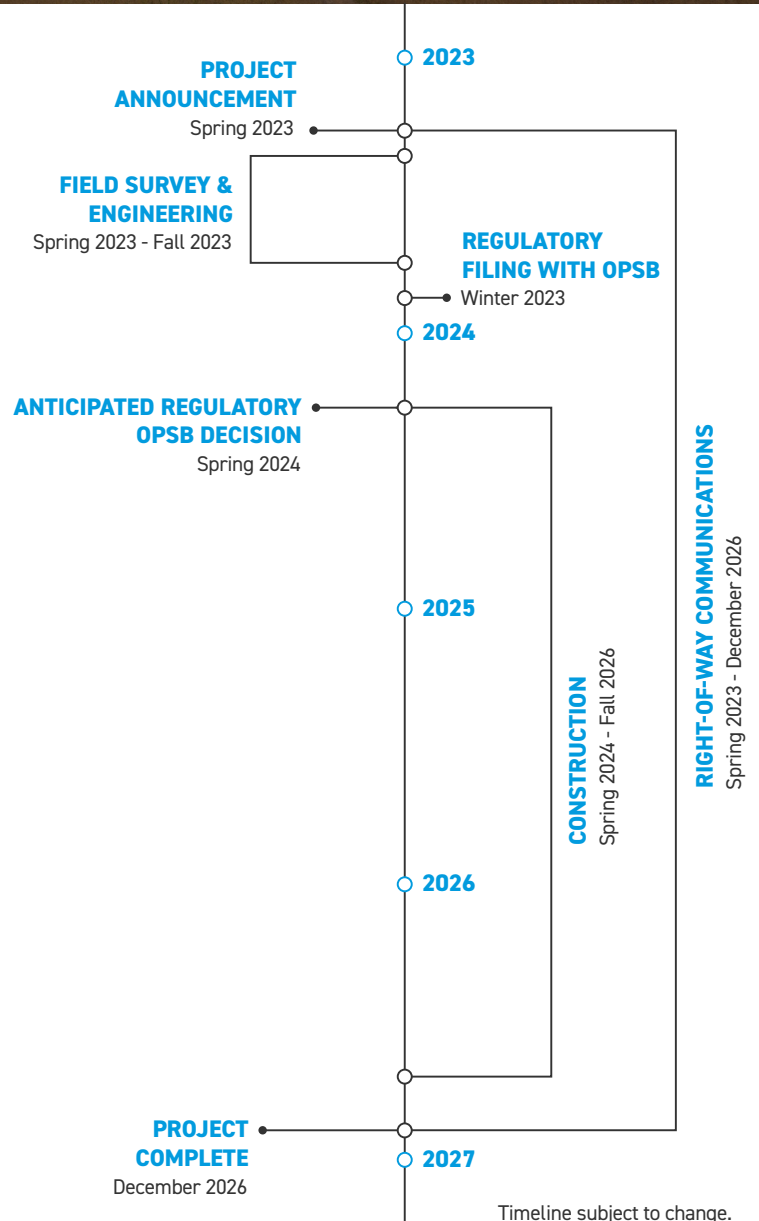 2023
PROJECT
ANNOUNCEMENT
Spring 2023
FIELD SURVEY &
ENGINEERING
Spring 2023 - Fall 2023
REGULATORY
FILING WITH OPSB
Winter 2023
2024
ANTICIPATED REGULATORY
OPSB DECISION
Spring 2024
2025
RIGHT-OF-WAY COMMUNICATIONS
Spring 2023 - December 2026
CONSTRUCTION
Spring 2024 - Fall 2026
2026
PROJECT
COMPLETE
December 2026
2027
Timeline subject to change.